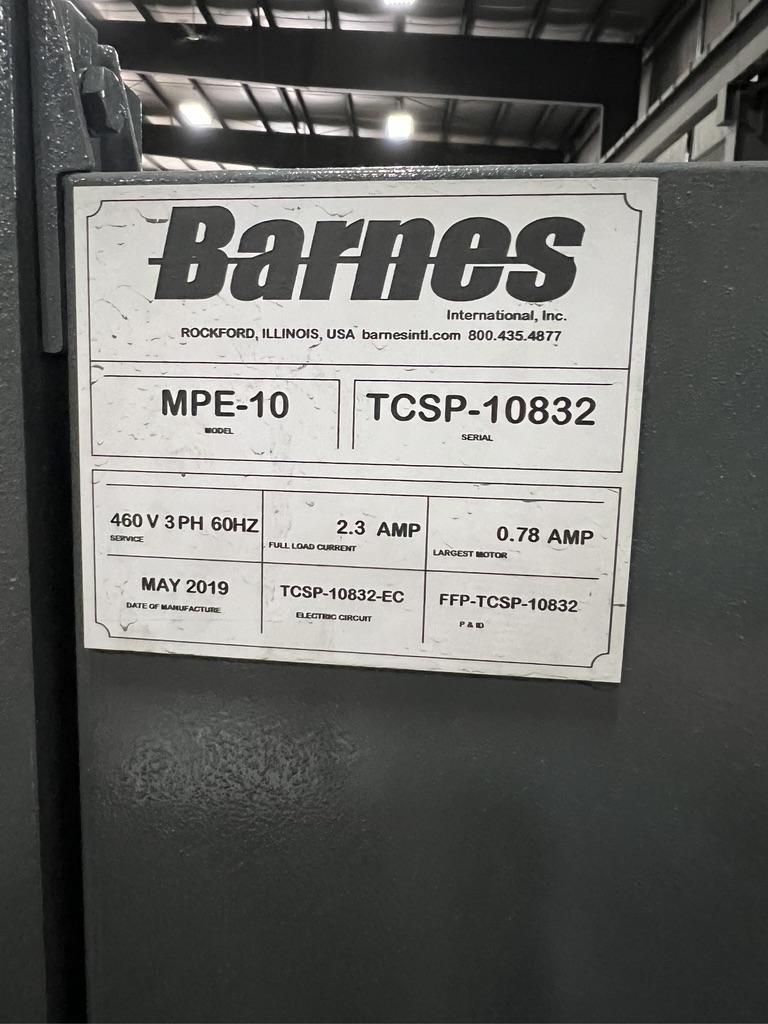 Barnes
International, Inc.
ROCKFORD, ILLINOIS, USA barnesintl.com 800.435.4877
MPE-10
MODEL
TCSP-10832
SERIAL
460 V 3 PH 60HZ
SERVICE
2.3 AMP
FULL LOAD CURRENT
0.78 AMP
LARGEST MOTOR
MAY 2019
DATE OF MANUFACTURE
TCSP-10832-EC
ELECTRIC CIRCUIT
FFP-TCSP-10832
P & ID